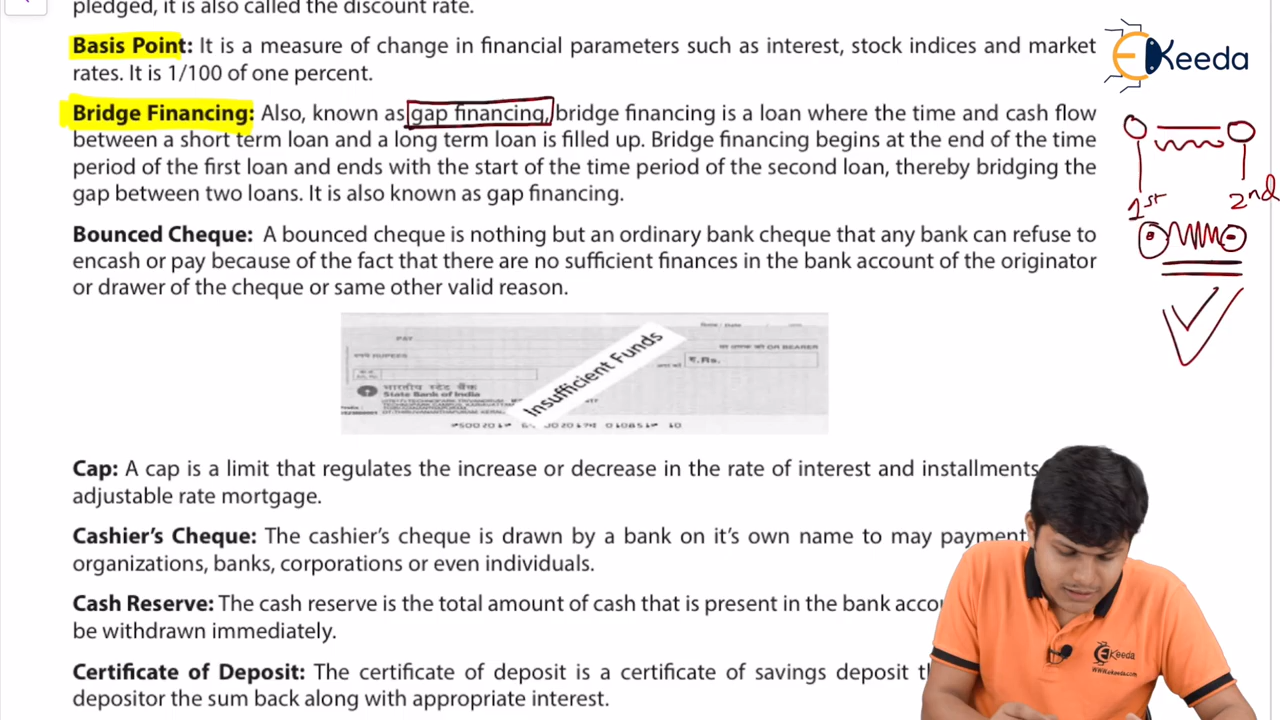 pledged, it is also called the discount rate.
Basis Point: It is a measure of change in financial parameters such as interest, stock indices and market
rates. It is 1/100 of one percent.
Bridge Financing: Also, known as gap financing, bridge financing is a loan where the time and cash flow
between a short term loan and a long term loan is filled up. Bridge financing begins at the end of the time
period of the first loan and ends with the start of the time period of the second loan, thereby bridging the
gap between two loans. It is also known as gap financing.
Bounced Cheque: A bounced cheque is nothing but an ordinary bank cheque that any bank can refuse to
encash or pay because of the fact that there are no sufficient finances in the bank account of the originator
or drawer of the cheque or same other valid reason.
PAY
OR BEARER
रुपये RUPEES
₹.Rs.
भारतीय स्टेट बैंक
State Bank of India
Insufficient Funds
Cap: A cap is a limit that regulates the increase or decrease in the rate of interest and installments
adjustable rate mortgage.
Cashier's Cheque: The cashier's cheque is drawn by a bank on it's own name to may payment
organizations, banks, corporations or even individuals.
Cash Reserve: The cash reserve is the total amount of cash that is present in the bank acco
be withdrawn immediately.
Certificate of Deposit: The certificate of deposit is a certificate of savings deposit t
depositor the sum back along with appropriate interest.
EKeeda
1st 2nd
EKeeda
www.ekeeda.com